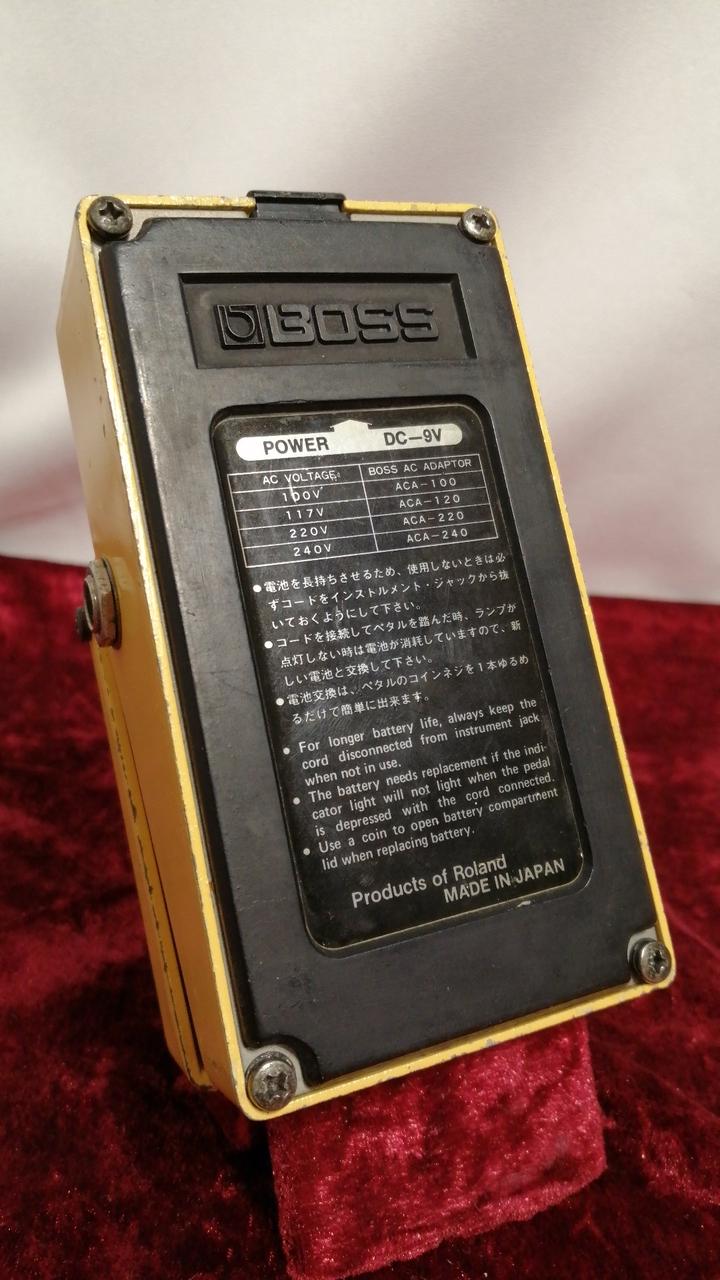 BOSS
POWER DC—9V
AC VOLTAGE BOSS AC ADAPTOR
100V ACA-100
117V ACA-120
220V ACA-220
240V ACA-240
●電池を長持ちさせるため、使用しないときは必
ずコードをインストルメント・ジャックから抜
いておくようにして下さい。
●コードを接続してペタルを踏んだ時、ランプが
点灯しない時は電池が消耗していますので、新
しい電池と交換して下さい。
●電池交換は、ペタルのコインネジを1本ゆるめ
るだけで簡単に出来ます。
● For longer battery life, always keep the
cord disconnected from instrument jack
when not in use.
● The battery needs replacement if the indi-
cator light will not light when the pedal
is depressed with the cord connected.
● Use a coin to open battery compartment
lid when replacing battery.
Products of Roland
MADE IN JAPAN